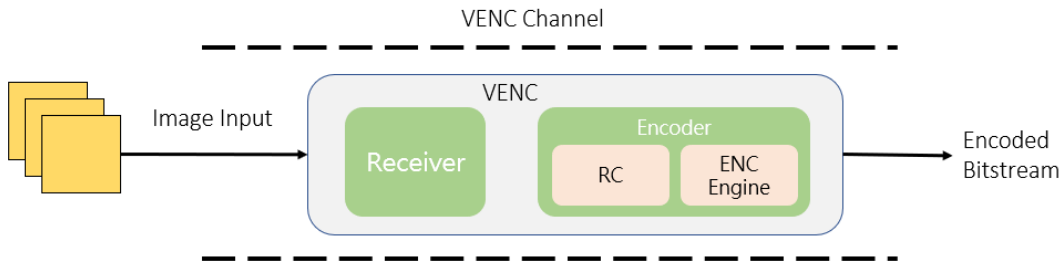 VENC Channel
VENC
Image Input
Receiver
Encoder
RC
ENC
Engine
Encoded
Bitstream